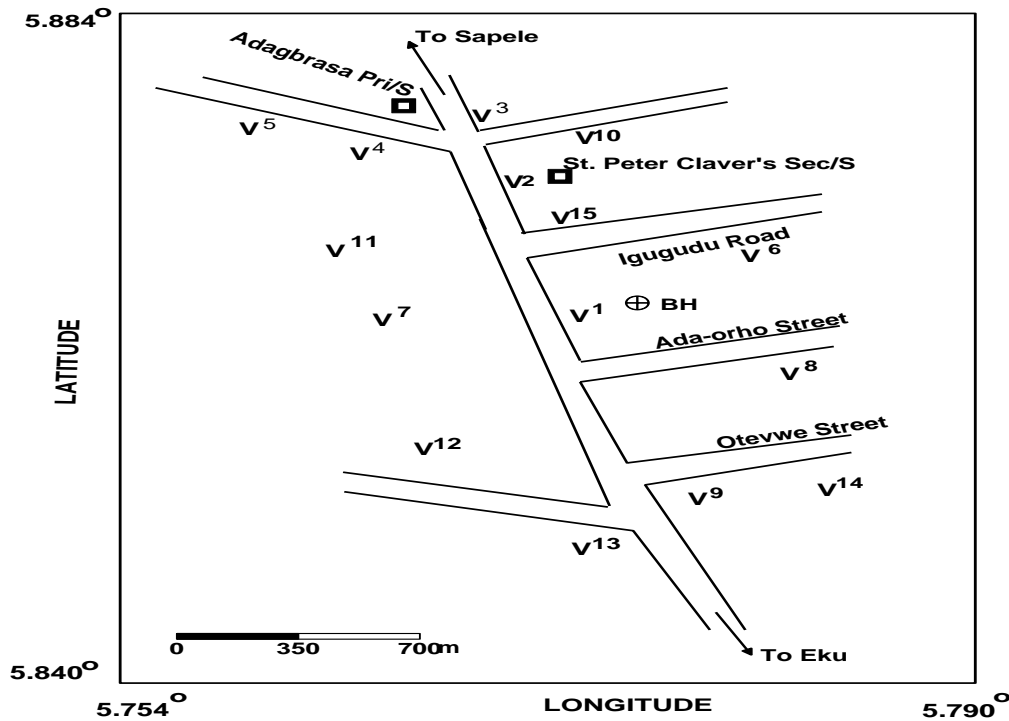 5.884°
To Sapele
Adagbrasa Pri/S
V3
V5
V4
V10
St. Peter Claver's Sec/S
V2
V15
V11
Igugudu Road
V6
V7
V1
BH
Ada-orho Street
V8
LATITUDE
V12
Otevwe Street
V9
V14
V13
0 350 700m
To Eku
5.840°
5.754°
LONGITUDE
5.790°